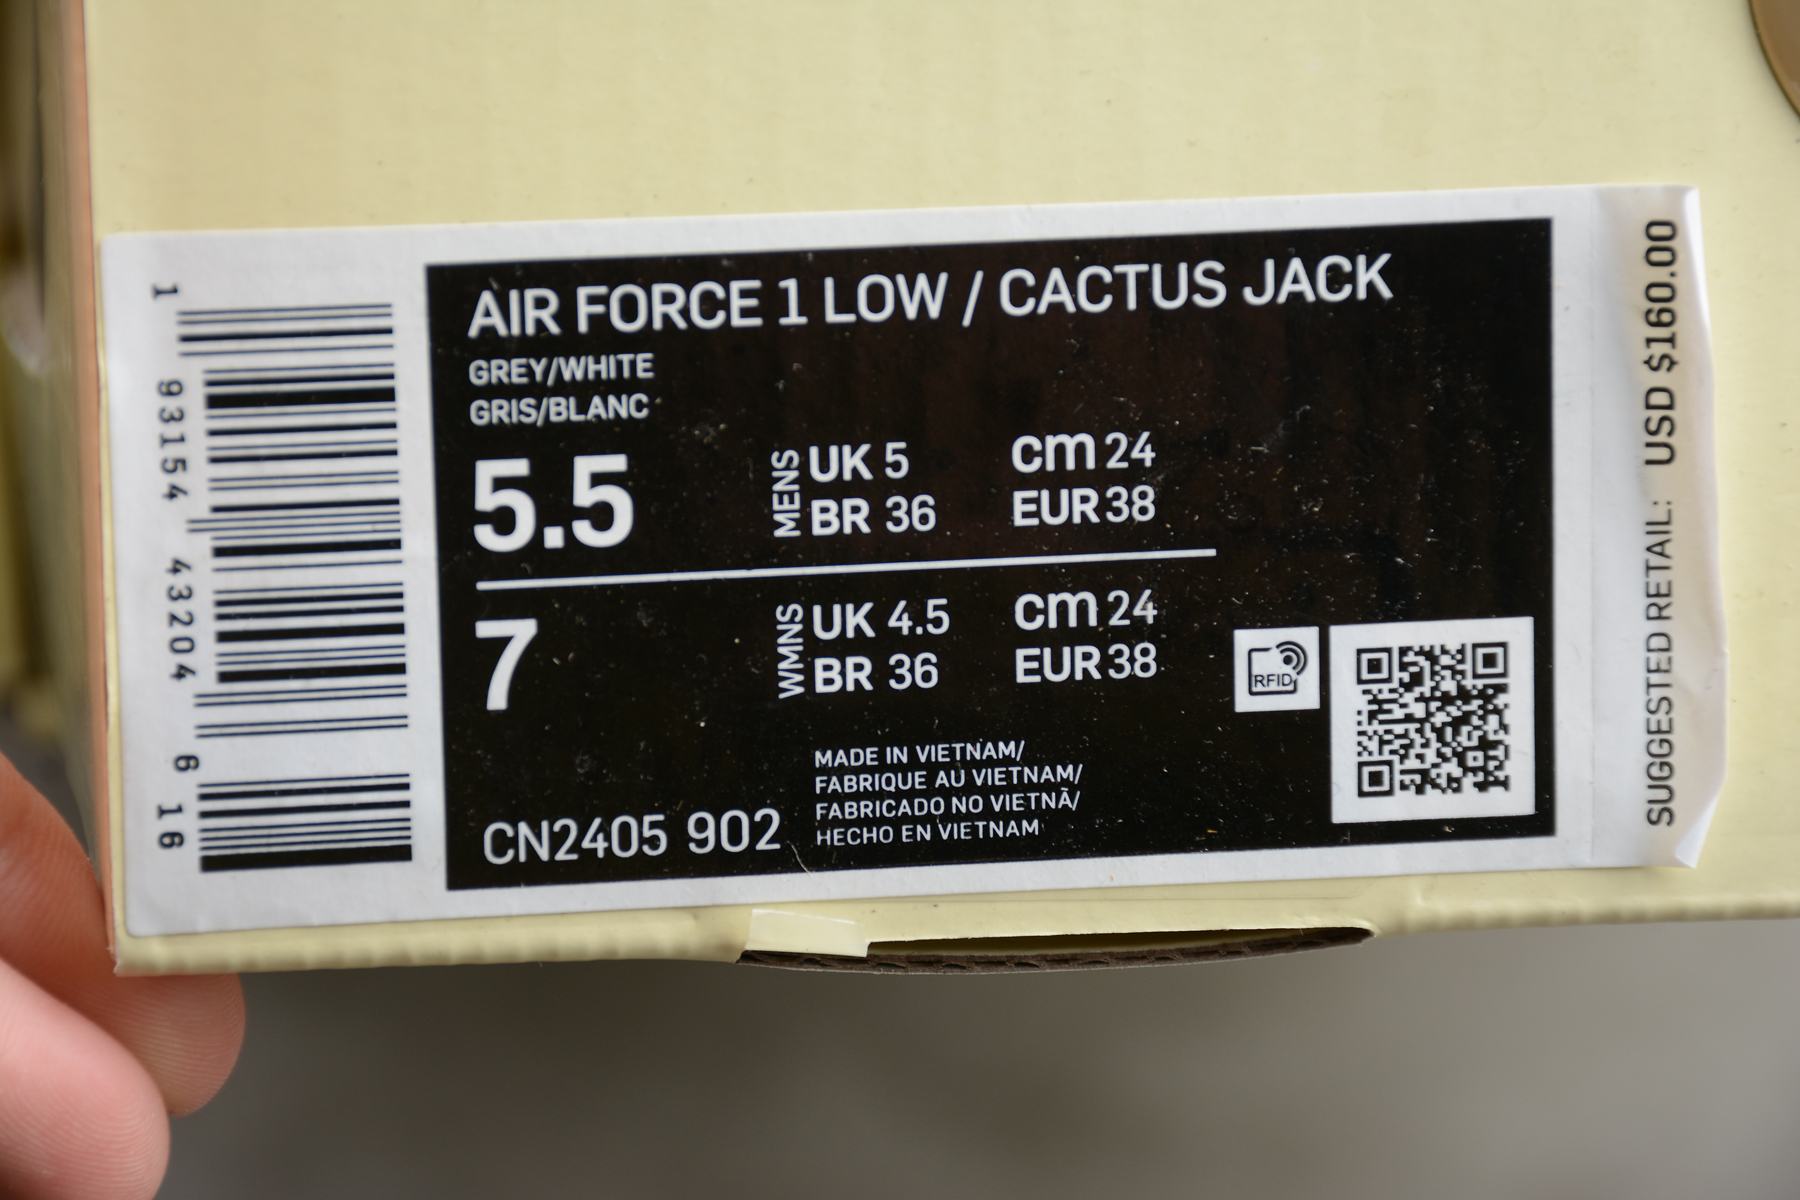 1 93154 43204 6 16
AIR FORCE 1 LOW / CACTUS JACK
GREY/WHITE
GRIS/BLANC
5.5 MENS UK 5 cm 24
BR 36 EUR 38
7 WMNS UK 4.5 cm 24
BR 36 EUR 38
RFID
MADE IN VIETNAM/
FABRIQUE AU VIETNAM/
FABRICADO NO VIETNÃ/
HECHO EN VIETNAM
CN2405 902
SUGGESTED RETAIL: USD $160.00